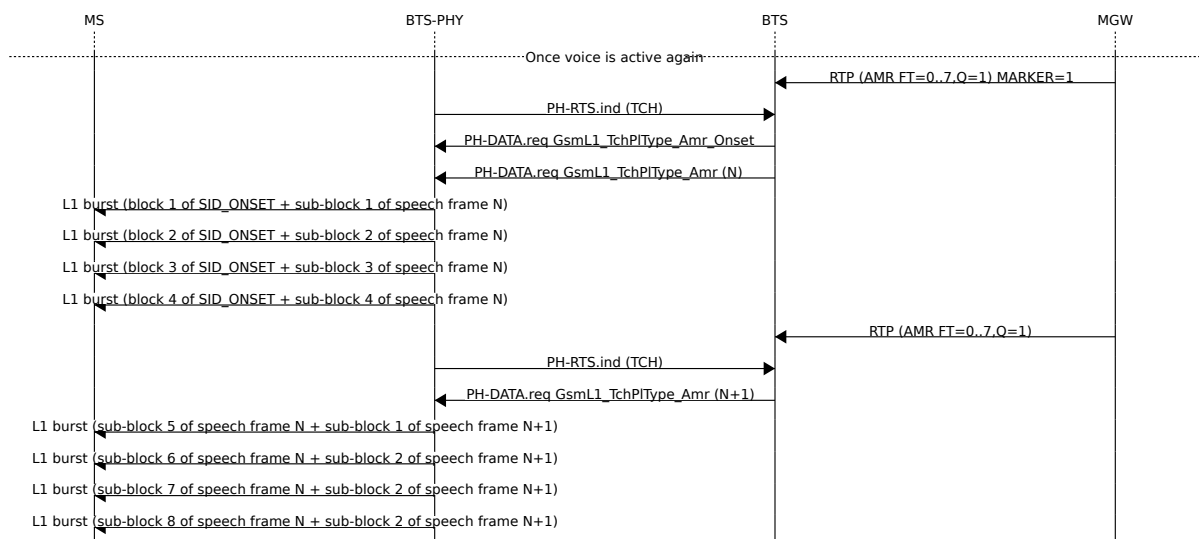 MS BTS-PHY BTS MGW
Once voice is active again
RTP (AMR FT=0..7,Q=1) MARKER=1
PH-RTS.ind (TCH)
PH-DATA.req GsmL1_TchPlType_Amr_Onset
PH-DATA.req GsmL1_TchPlType_Amr (N)
L1 burst (block 1 of SID_ONSET + sub-block 1 of speech frame N)
L1 burst (block 2 of SID_ONSET + sub-block 2 of speech frame N)
L1 burst (block 3 of SID_ONSET + sub-block 3 of speech frame N)
L1 burst (block 4 of SID_ONSET + sub-block 4 of speech frame N)
RTP (AMR FT=0..7,Q=1)
PH-RTS.ind (TCH)
PH-DATA.req GsmL1_TchPlType_Amr (N+1)
L1 burst (sub-block 5 of speech frame N + sub-block 1 of speech frame N+1)
L1 burst (sub-block 6 of speech frame N + sub-block 2 of speech frame N+1)
L1 burst (sub-block 7 of speech frame N + sub-block 2 of speech frame N+1)
L1 burst (sub-block 8 of speech frame N + sub-block 2 of speech frame N+1)